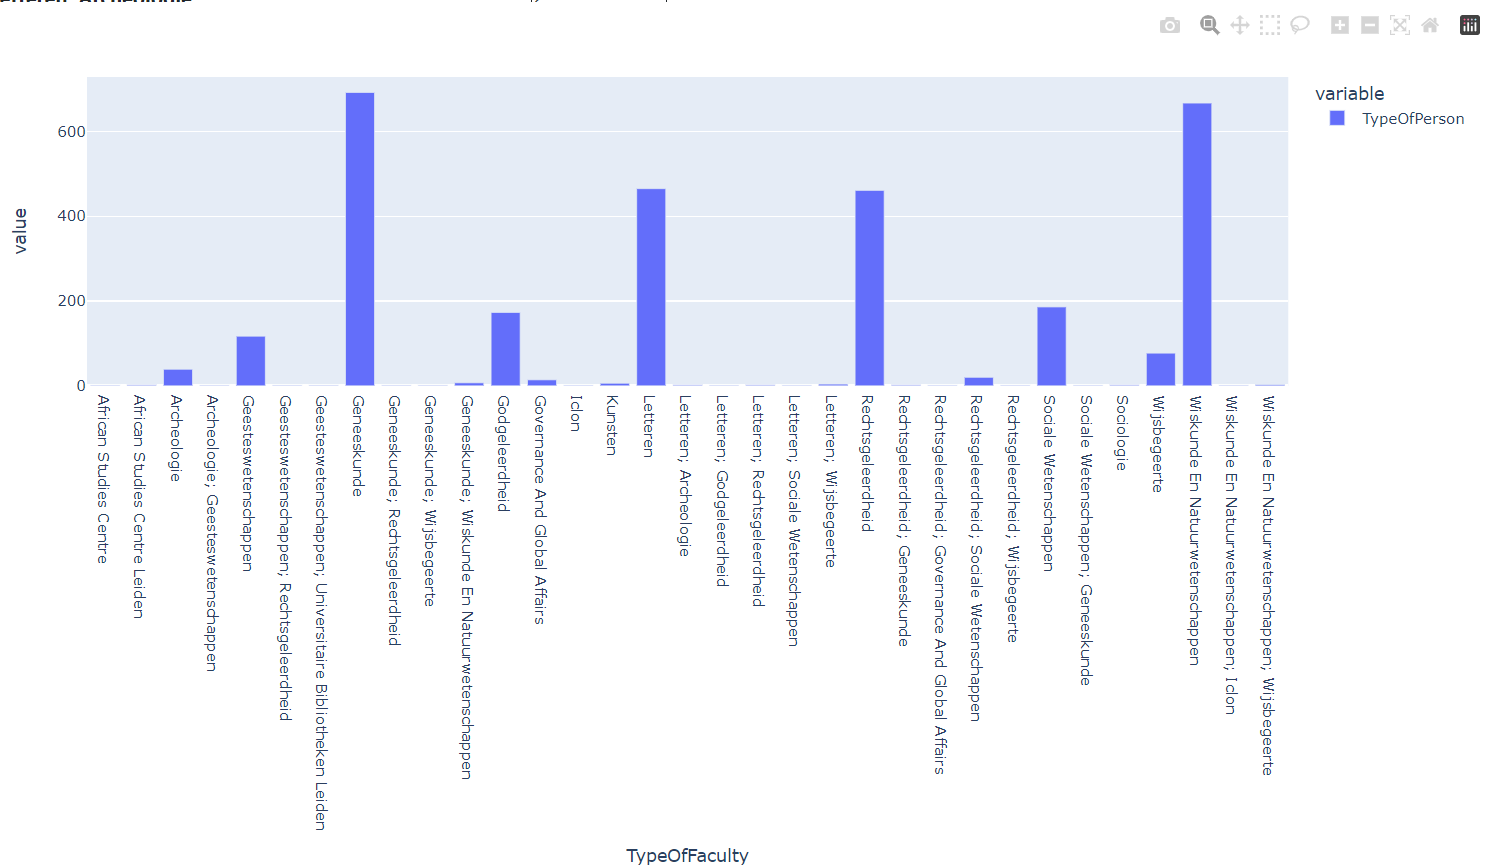 variable
TypeOfPerson
value
600
400
200
0
African Studies Centre
African Studies Centre Leiden
Archeologie
Archeologie; Geesteswetenschappen
Geesteswetenschappen
Geesteswetenschappen; Rechtsgeleerdheid
Geesteswetenschappen; Universitaire Bibliotheken Leiden
Geneeskunde
Geneeskunde; Rechtsgeleerdheid
Geneeskunde; Wijsbegeerte
Geneeskunde; Wiskunde En Natuurwetenschappen
Godgeleerdheid
Governance And Global Affairs
Iclon
Kunsten
Letteren
Letteren; Archeologie
Letteren; Godgeleerdheid
Letteren; Rechtsgeleerdheid
Letteren; Sociale Wetenschappen
Letteren; Wijsbegeerte
Rechtsgeleerdheid
Rechtsgeleerdheid; Geneeskunde
Rechtsgeleerdheid; Governance And Global Affairs
Rechtsgeleerdheid; Sociale Wetenschappen
Rechtsgeleerdheid; Wijsbegeerte
Sociale Wetenschappen
Sociale Wetenschappen; Geneeskunde
Sociologie
Wijsbegeerte
Wiskunde En Natuurwetenschappen
Wiskunde En Natuurwetenschappen; Iclon
Wiskunde En Natuurwetenschappen; Wijsbegeerte
TypeOfFaculty